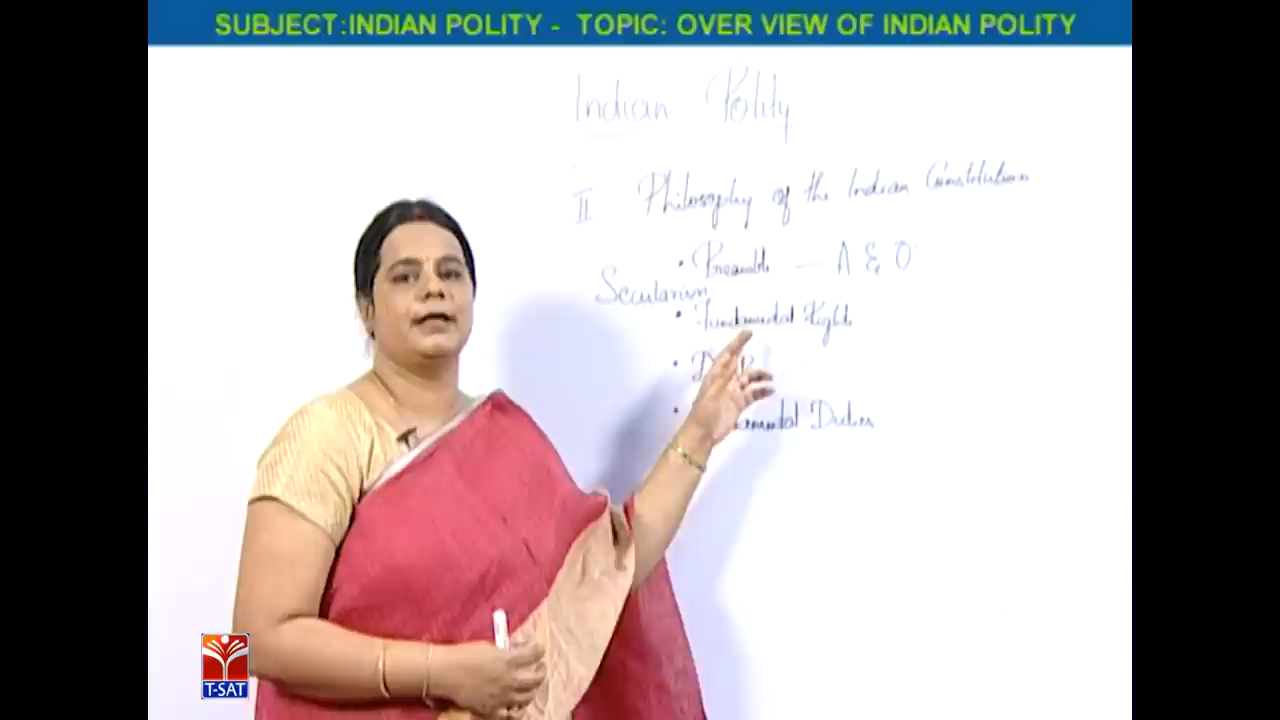 SUBJECT:INDIAN POLITY - TOPIC: OVER VIEW OF INDIAN POLITY
Indian Polity
II Philosophy of the Indian Constitution
• Preamble — A & O
Secularism
• Fundamental Rights
•
• Duties
T-SAT